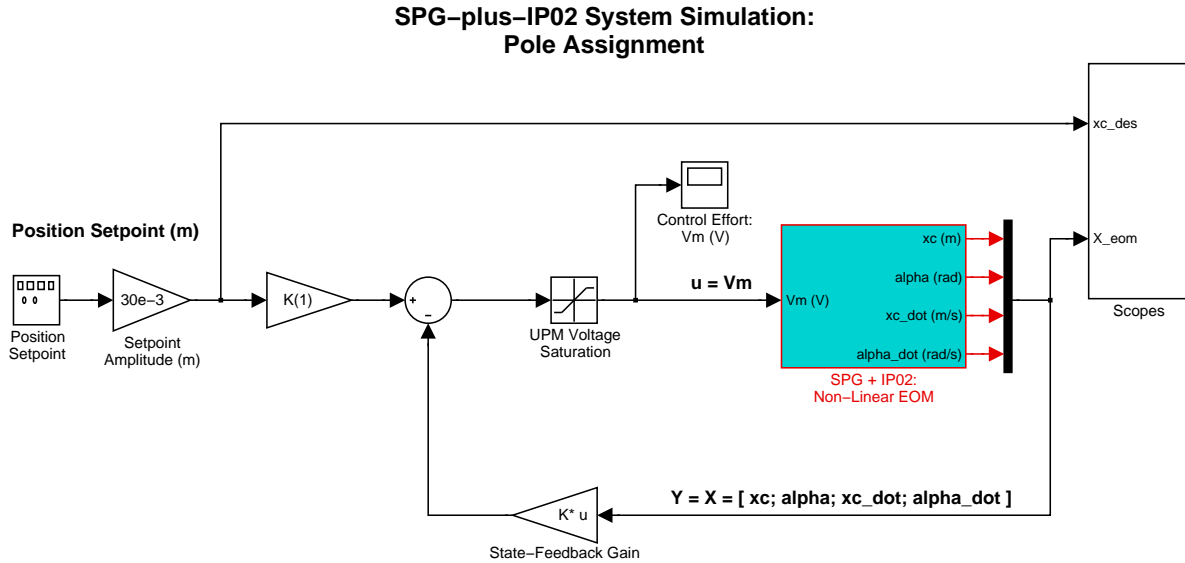 SPG−plus−IP02 System Simulation:
Pole Assignment
xc_des
X_eom
Scopes
Control Effort:
Vm (V)
Position Setpoint (m)
Position
Setpoint
30e−3
Setpoint
Amplitude (m)
K(1)
+
−
UPM Voltage
Saturation
u = Vm
Vm (V)
xc (m)
alpha (rad)
xc_dot (m/s)
alpha_dot (rad/s)
SPG + IP02:
Non−Linear EOM
Y = X = [ xc; alpha; xc_dot; alpha_dot ]
K* u
State−Feedback Gain